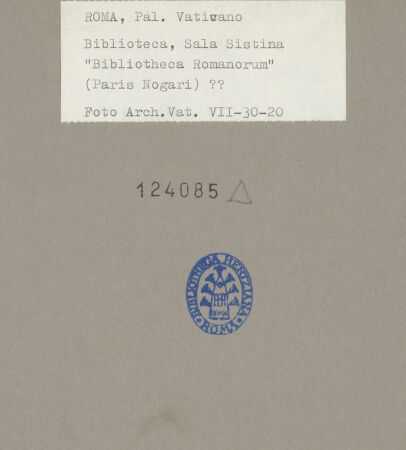 ROMA, Pal. Vaticano
Biblioteca, Sala Sistina
"Bibliotheca Romanorum"
(Paris Nogari) ??
Foto Arch.Vat. VII-30-20
124085
BIBLIOTHECA HERTZIANA
ROMA